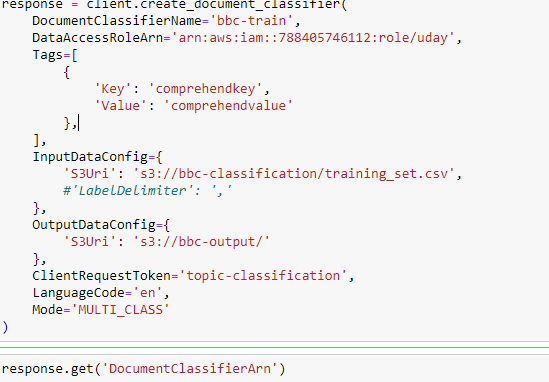 response = client.create_document_classifier(
    DocumentClassifierName='bbc-train',
    DataAccessRoleArn='arn:aws:iam::788405746112:role/uday',
    Tags=[
        {
            'Key': 'comprehendkey',
            'Value': 'comprehendvalue'
        },
    ],
    InputDataConfig={
        'S3Uri': 's3://bbc-classification/training_set.csv',
        #'LabelDelimiter': ','
    },
    OutputDataConfig={
        'S3Uri': 's3://bbc-output/'
    },
    ClientRequestToken='topic-classification',
    LanguageCode='en',
    Mode='MULTI_CLASS'
)
response.get('DocumentClassifierArn')